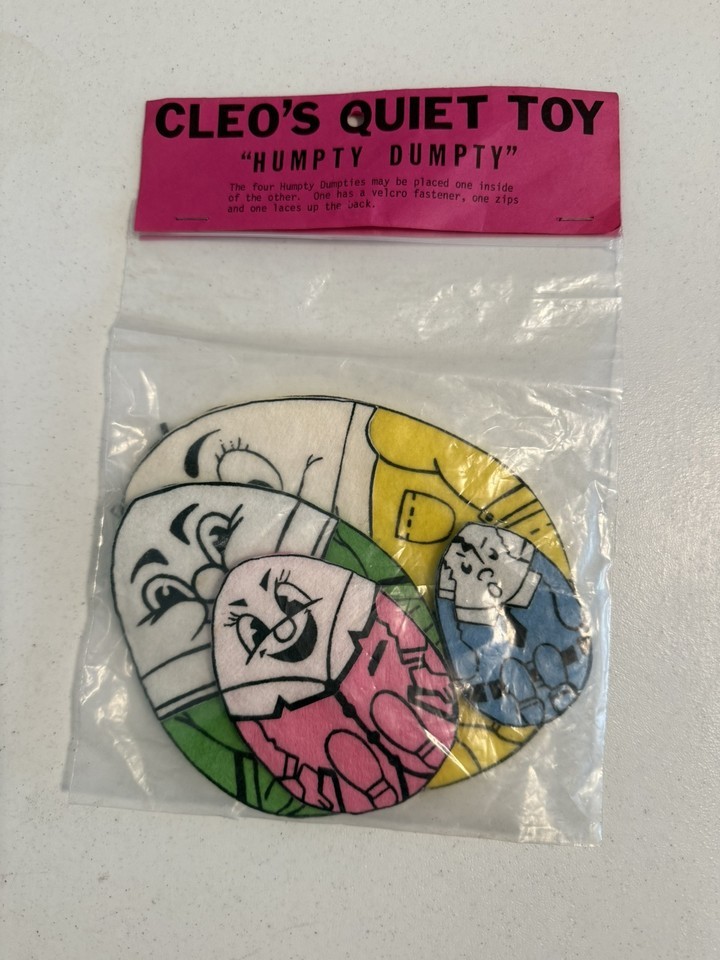 CLEO'S QUIET TOY
"HUMPTY DUMPTY"
The four Humpty Dumpties may be placed one inside
of the other. One has a velcro fastener, one zips
and one laces up the back.